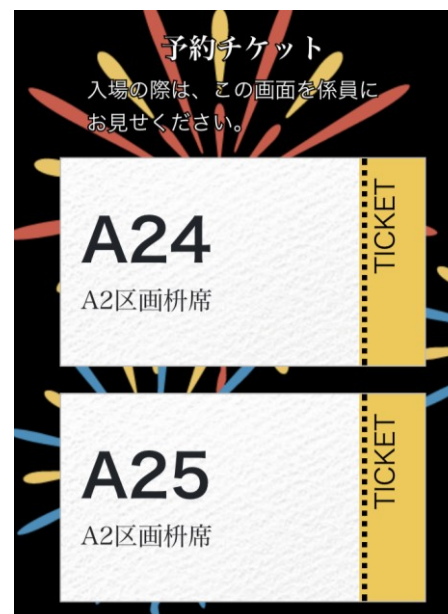 予約チケット
入場の際は、この画面を係員に
お見せください。
A24
A2区画枡席
TICKET
A25
A2区画枡席
TICKET